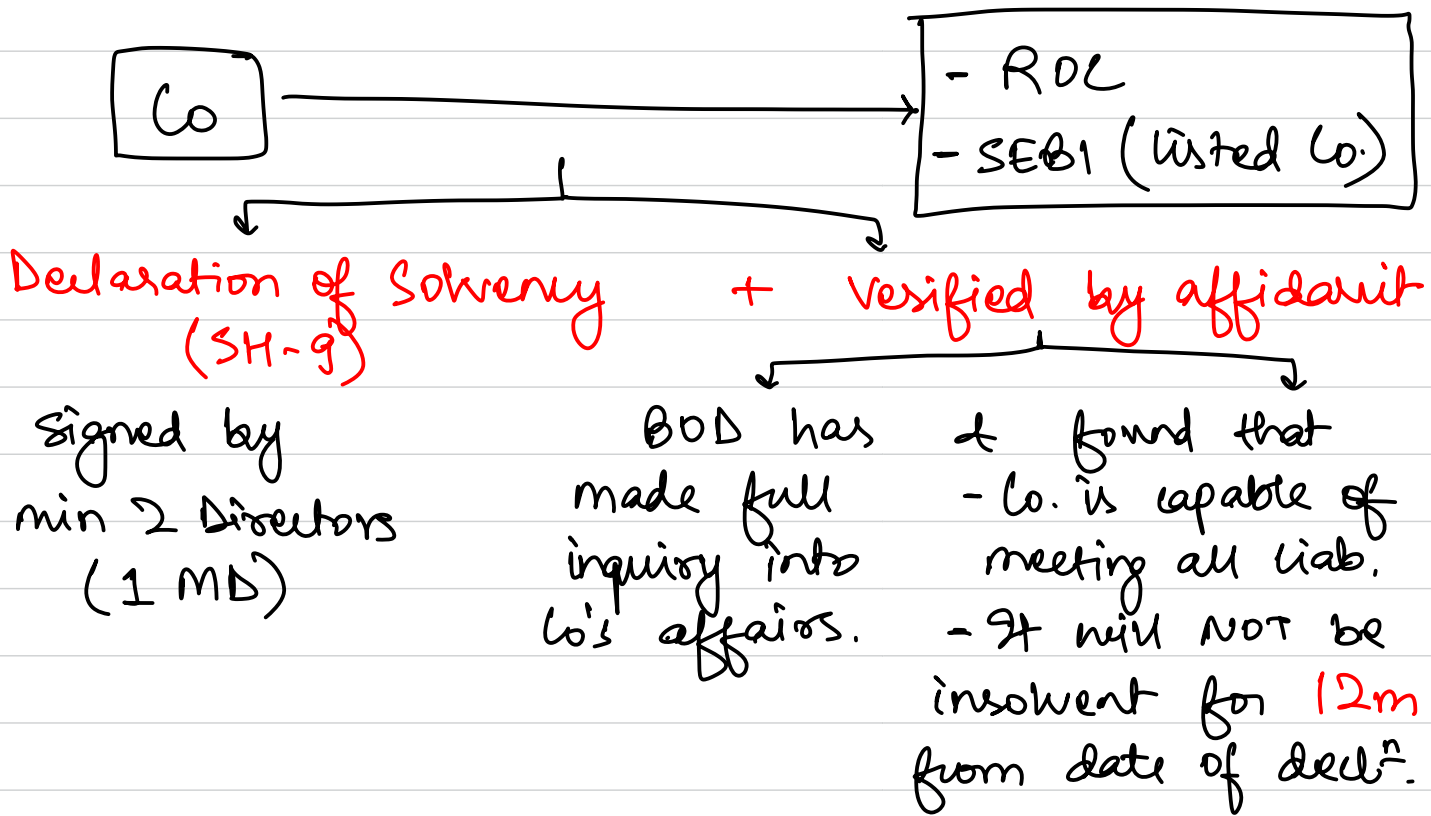 Co
- ROC
- SEBI (Listed Co.)
Declaration of Solvency + verified by affidavit
(SH-9)
Signed by
min 2 Directors
(1 MD)
BOD has
made full
inquiry into
Co's affairs.
& found that
- Co. is capable of
meeting all liab.
- It will NOT be
insolvent for 12m
from date of declⁿ.